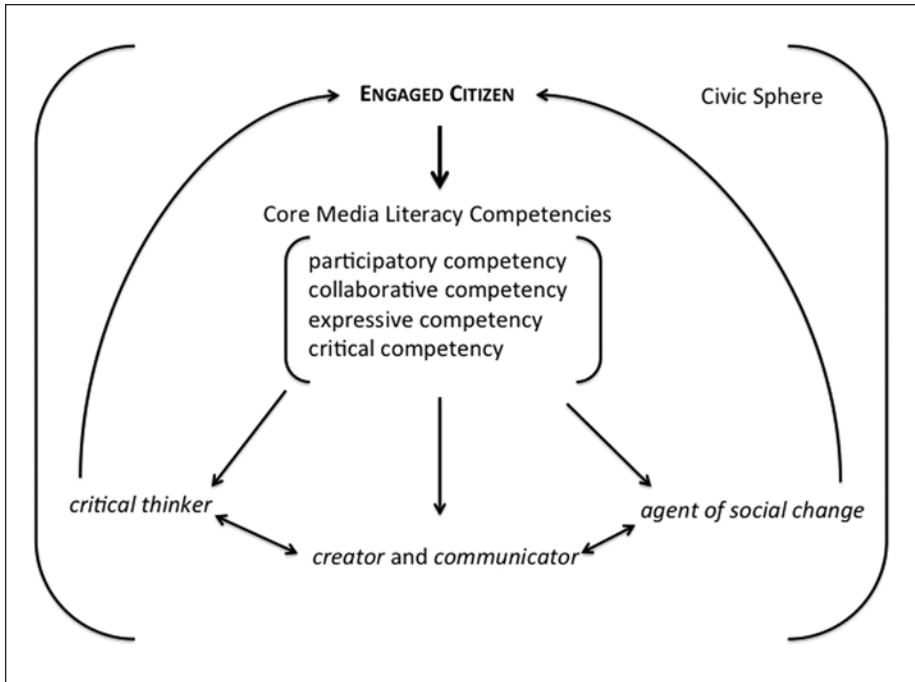 ENGAGED CITIZEN
Civic Sphere
Core Media Literacy Competencies
participatory competency
collaborative competency
expressive competency
critical competency
critical thinker
agent of social change
creator and communicator